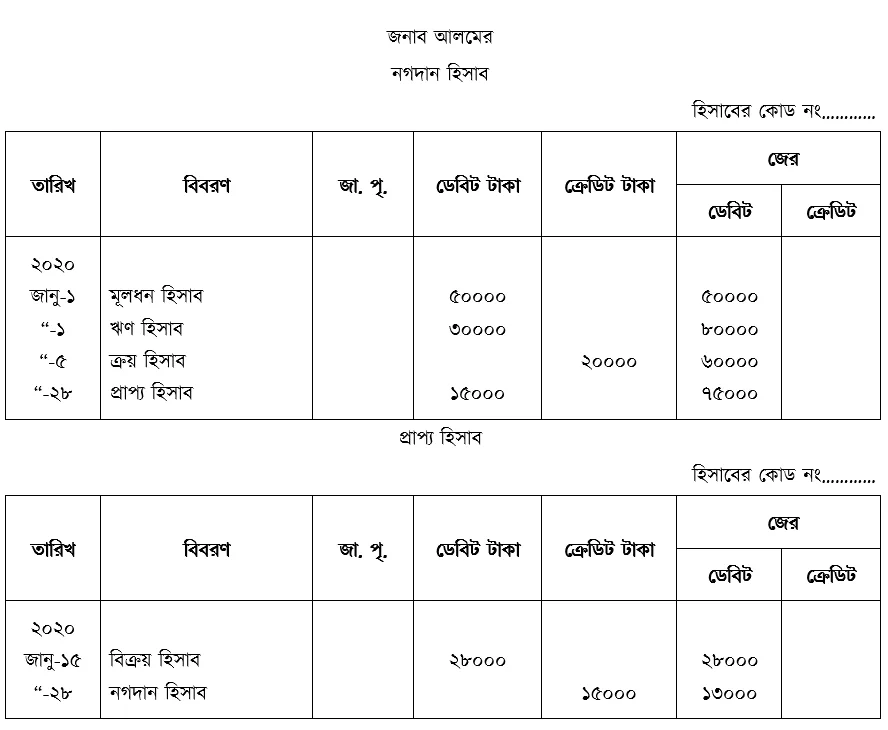 জনাব আলমের
নগদান হিসাব
হিসাবের কোড নং............
তারিখ বিবরণ জা. পৃ. ডেবিট টাকা ক্রেডিট টাকা জের
ডেবিট ক্রেডিট
২০২০
জানু-১ মূলধন হিসাব ৫০০০০ ৫০০০০
“-১ ঋণ হিসাব ৩০০০০ ৮০০০০
“-৫ ক্রয় হিসাব ২০০০০ ৬০০০০
“-২৮ প্রাপ্য হিসাব ১৫০০০ ৭৫০০০
প্রাপ্য হিসাব
হিসাবের কোড নং............
তারিখ বিবরণ জা. পৃ. ডেবিট টাকা ক্রেডিট টাকা জের
ডেবিট ক্রেডিট
২০২০
জানু-১৫ বিক্রয় হিসাব ২৮০০০ ২৮০০০
“-২৮ নগদান হিসাব ১৫০০০ ১৩০০০